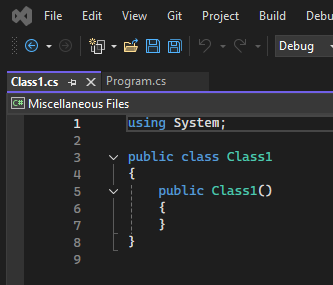 File Edit View Git Project Build Debug
Debug
Class1.cs Program.cs
C# Miscellaneous Files
1 using System;
2
3 public class Class1
4 {
5 public Class1()
6 {
7 }
8 }
9